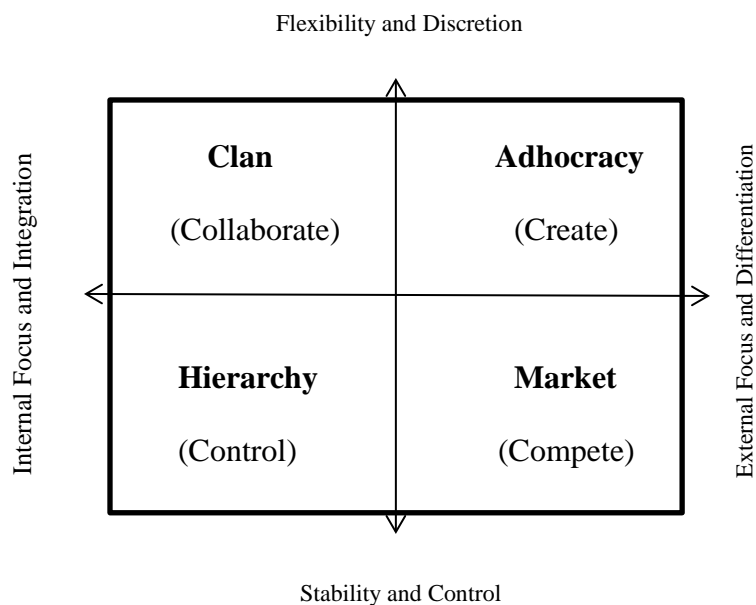 Flexibility and Discretion
Internal Focus and Integration
Clan
(Collaborate)
Adhocracy
(Create)
Hierarchy
(Control)
Market
(Compete)
External Focus and Differentiation
Stability and Control